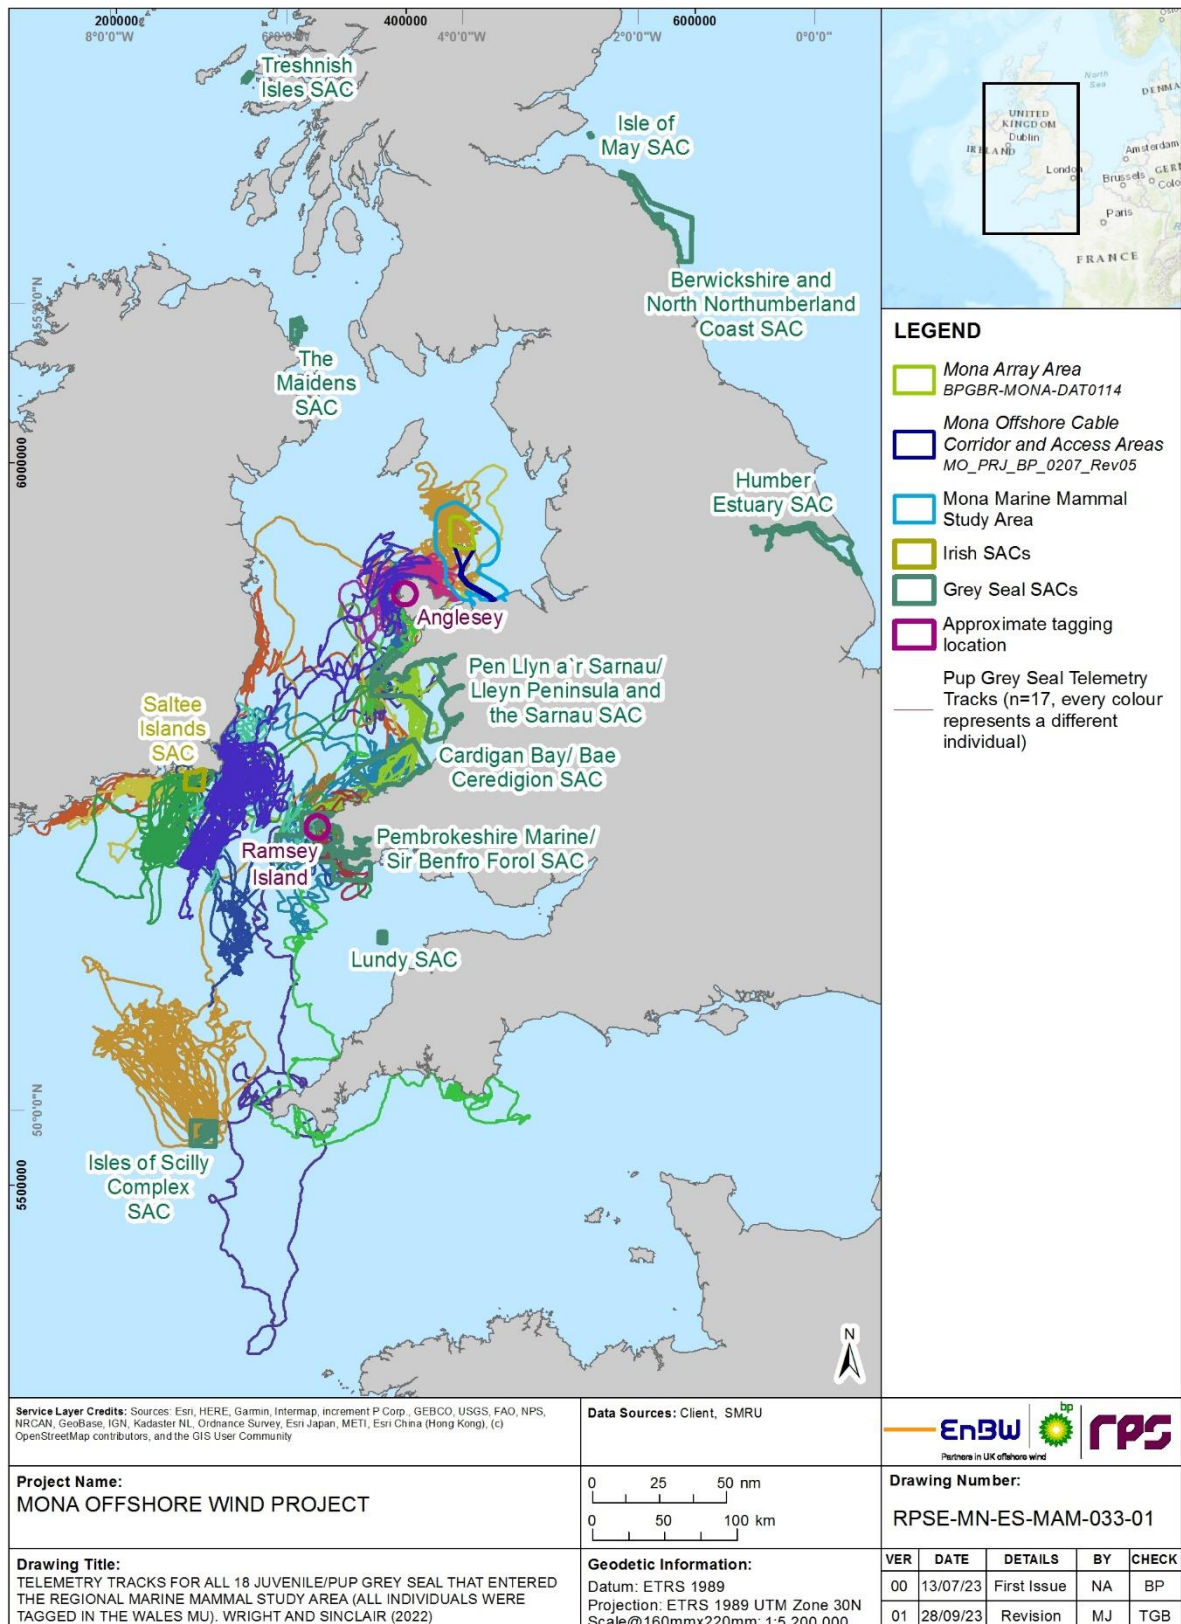 200000
400000
600000
8°0'0"W
6°0'0"W
4°0'0"W
2°0'0"W
0°0'0"
Treshnish
Isles SAC
Isle of
May SAC
Berwickshire and
North Northumberland
Coast SAC
55°0'0"N
The
Maidens
SAC
6000000
Humber
Estuary SAC
Anglesey
Pen Llyn a`r Sarnau/
Lleyn Peninsula and
the Sarnau SAC
Saltee
Islands
SAC
Cardigan Bay/ Bae
Ceredigion SAC
Ramsey
Island
Pembrokeshire Marine/
Sir Benfro Forol SAC
Lundy SAC
50°0'0"N
Isles of Scilly
Complex
SAC
5500000
N
North
Sea
DENMA
UNITED
KINGDOM
Dublin
IRELAND
Amsterdam
London
Brussels
GERM
Colo
Paris
FRANCE
LEGEND
Mona Array Area
BPGBR-MONA-DAT0114
Mona Offshore Cable
Corridor and Access Areas
MO_PRJ_BP_0207_Rev05
Mona Marine Mammal
Study Area
Irish SACs
Grey Seal SACs
Approximate tagging
location
Pup Grey Seal Telemetry
Tracks (n=17, every colour
represents a different
individual)
Service Layer Credits: Sources: Esri, HERE, Garmin, Intermap, increment P Corp., GEBCO, USGS, FAO, NPS,
NRCAN, GeoBase, IGN, Kadaster NL, Ordnance Survey, Esri Japan, METI, Esri China (Hong Kong), (c)
OpenStreetMap contributors, and the GIS User Community
Data Sources: Client, SMRU
EnBW
Partners in UK offshore wind
bp
rps
Project Name:
MONA OFFSHORE WIND PROJECT
0 25 50 nm
0 50 100 km
Drawing Number:
RPSE-MN-ES-MAM-033-01
Drawing Title:
TELEMETRY TRACKS FOR ALL 18 JUVENILE/PUP GREY SEAL THAT ENTERED
THE REGIONAL MARINE MAMMAL STUDY AREA (ALL INDIVIDUALS WERE
TAGGED IN THE WALES MU). WRIGHT AND SINCLAIR (2022)
Geodetic Information:
Datum: ETRS 1989
Projection: ETRS 1989 UTM Zone 30N
Scale@160mmx220mm: 1:5,200,000
VER DATE DETAILS BY CHECK
00 13/07/23 First Issue NA BP
01 28/09/23 Revision MJ TGB